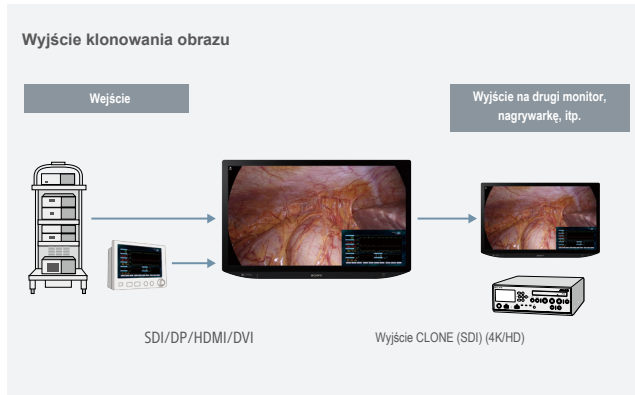 Wyjście klonowania obrazu
Wejście
Wyjście na drugi monitor,
nagrywarkę, itp.
SDI/DP/HDMI/DVI
Wyjście CLONE (SDI) (4K/HD)